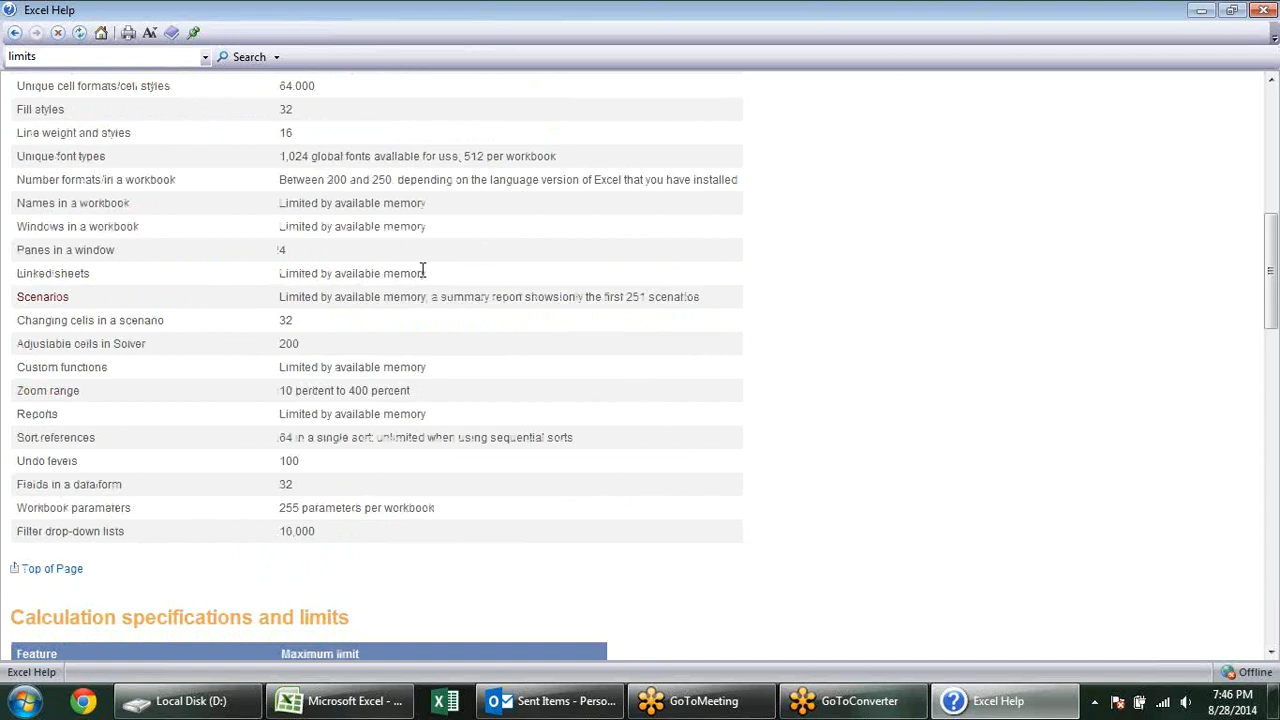 Excel Help
limits
Search
Unique cell formats/cell styles 64,000
Fill styles 32
Line weight and styles 16
Unique font types 1,024 global fonts available for use, 512 per workbook
Number formats in a workbook Between 200 and 250, depending on the language version of Excel that you have installed
Names in a workbook Limited by available memory
Windows in a workbook Limited by available memory
Panes in a window 4
Linked sheets Limited by available memory
Scenarios Limited by available memory; a summary report shows only the first 251 scenarios
Changing cells in a scenario 32
Adjustable cells in Solver 200
Custom functions Limited by available memory
Zoom range 10 percent to 400 percent
Reports Limited by available memory
Sort references 64 in a single sort; unlimited when using sequential sorts
Undo levels 100
Fields in a data form 32
Workbook parameters 255 parameters per workbook
Filter drop-down lists 10,000
Top of Page
Calculation specifications and limits
Feature Maximum limit
Excel Help
Offline
Local Disk (D:)
Microsoft Excel - ...
Sent Items - Perso...
GoToMeeting
GoToConverter
Excel Help
7:46 PM
8/28/2014